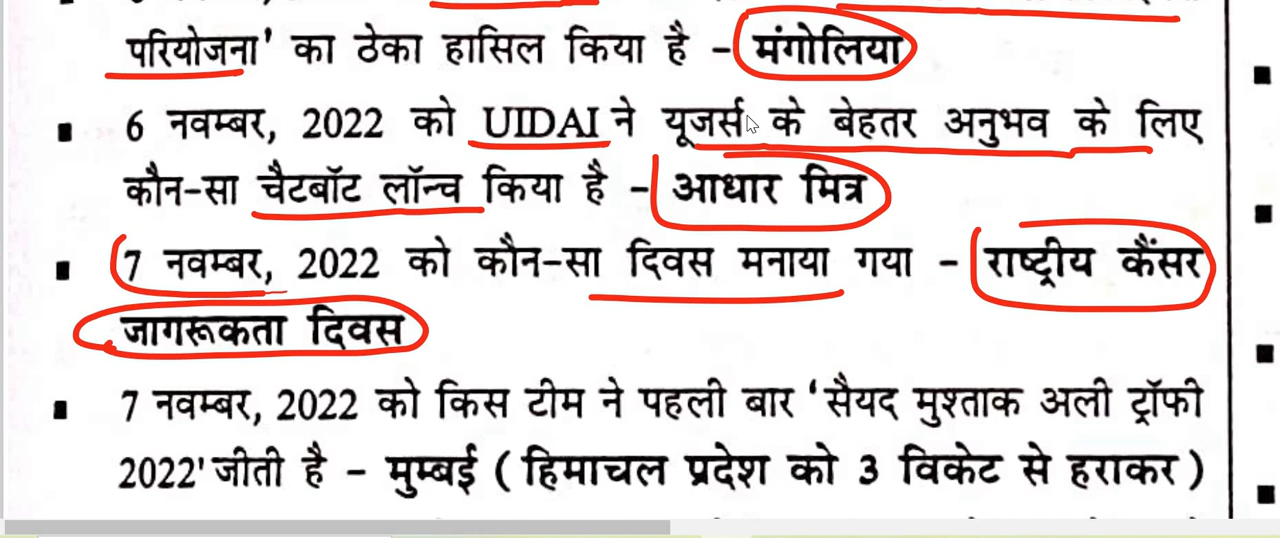 परियोजना' का ठेका हासिल किया है - मंगोलिया
▪ 6 नवम्बर, 2022 को UIDAI ने यूजर्स के बेहतर अनुभव के लिए
कौन-सा चैटबॉट लॉन्च किया है - आधार मित्र
▪ 7 नवम्बर, 2022 को कौन-सा दिवस मनाया गया - राष्ट्रीय कैंसर
जागरूकता दिवस
▪ 7 नवम्बर, 2022 को किस टीम ने पहली बार 'सैयद मुश्ताक अली ट्रॉफी
2022' जीती है - मुम्बई ( हिमाचल प्रदेश को 3 विकेट से हराकर )